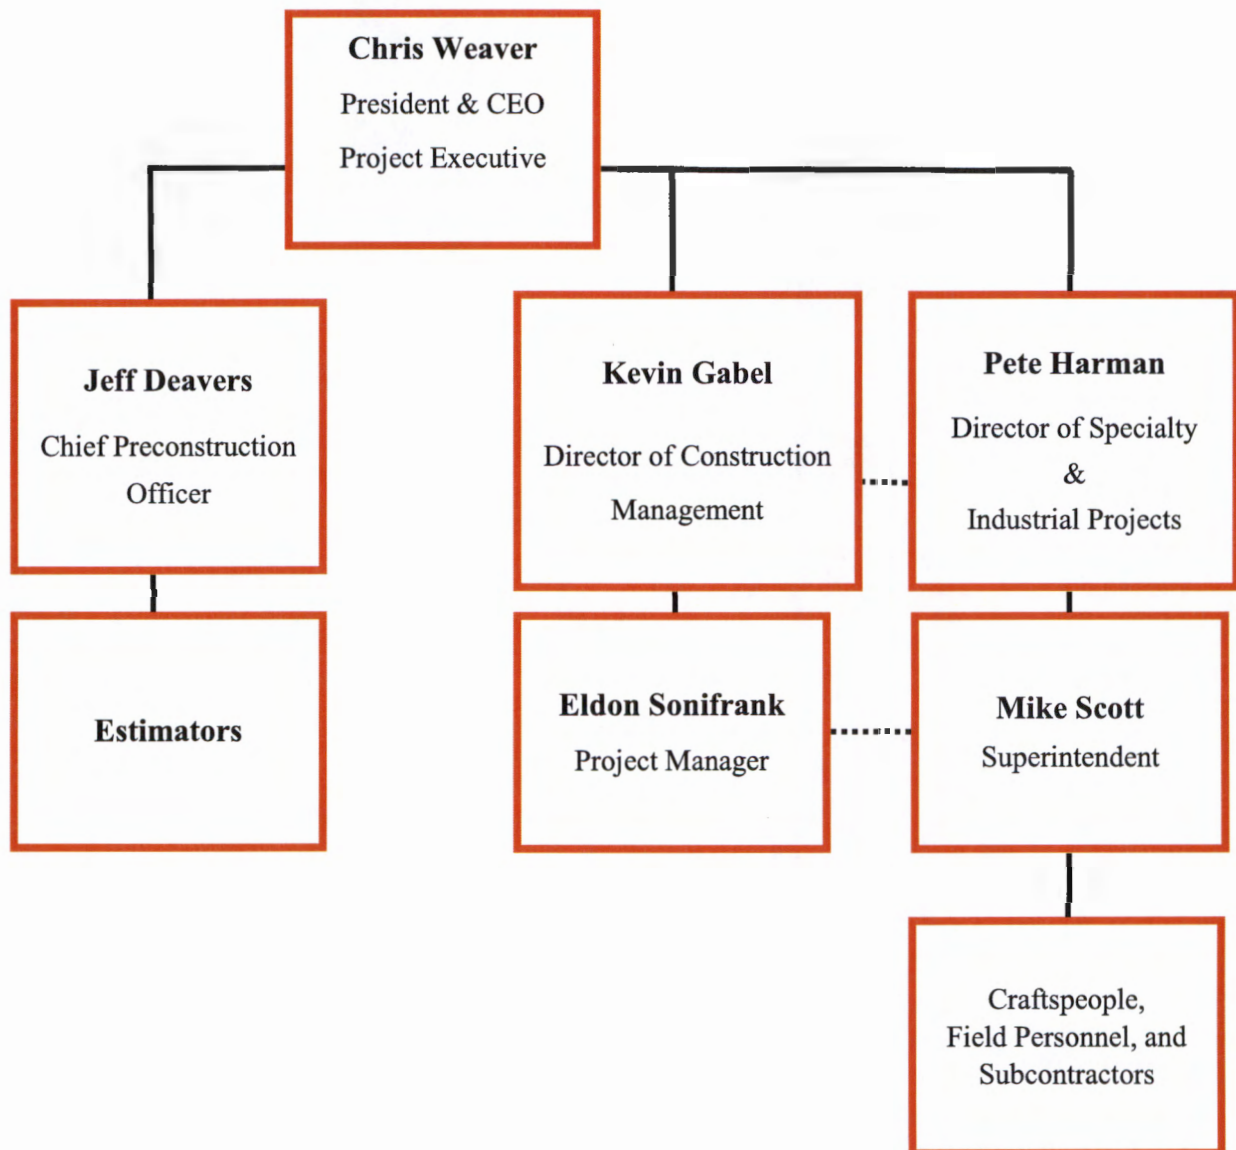 Chris Weaver
President & CEO
Project Executive
Jeff Deavers
Chief Preconstruction
Officer
Kevin Gabel
Director of Construction
Management
Pete Harman
Director of Specialty
&
Industrial Projects
Estimators
Eldon Sonifrank
Project Manager
Mike Scott
Superintendent
Craftspeople,
Field Personnel, and
Subcontractors